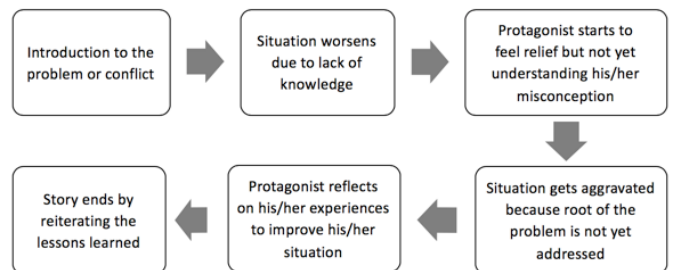 Introduction to the
problem or conflict
Situation worsens
due to lack of
knowledge
Protagonist starts to
feel relief but not yet
understanding his/her
misconception
Situation gets aggravated
because root of the
problem is not yet
addressed
Protagonist reflects
on his/her experiences
to improve his/her
situation
Story ends by
reiterating the
lessons learned